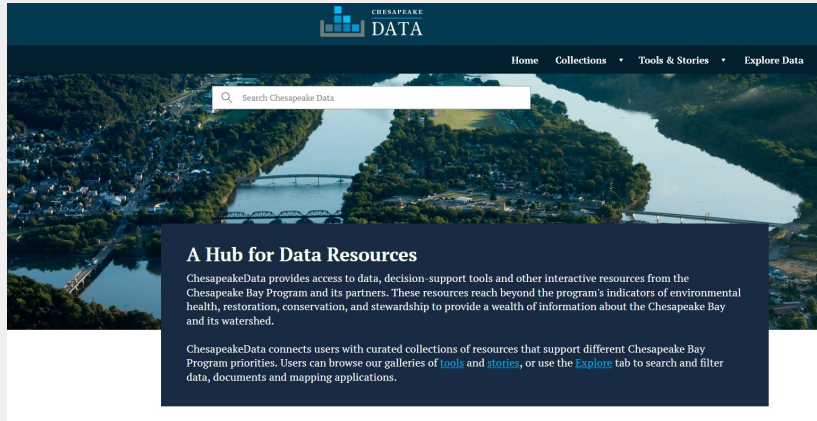 CHESAPEAKE
DATA
Home Collections ▾ Tools & Stories ▾ Explore Data
Search Chesapeake Data
A Hub for Data Resources
ChesapeakeData provides access to data, decision-support tools and other interactive resources from the
Chesapeake Bay Program and its partners. These resources reach beyond the program's indicators of environmental
health, restoration, conservation, and stewardship to provide a wealth of information about the Chesapeake Bay
and its watershed.
ChesapeakeData connects users with curated collections of resources that support different Chesapeake Bay
Program priorities. Users can browse our galleries of tools and stories, or use the Explore tab to search and filter
data, documents and mapping applications.